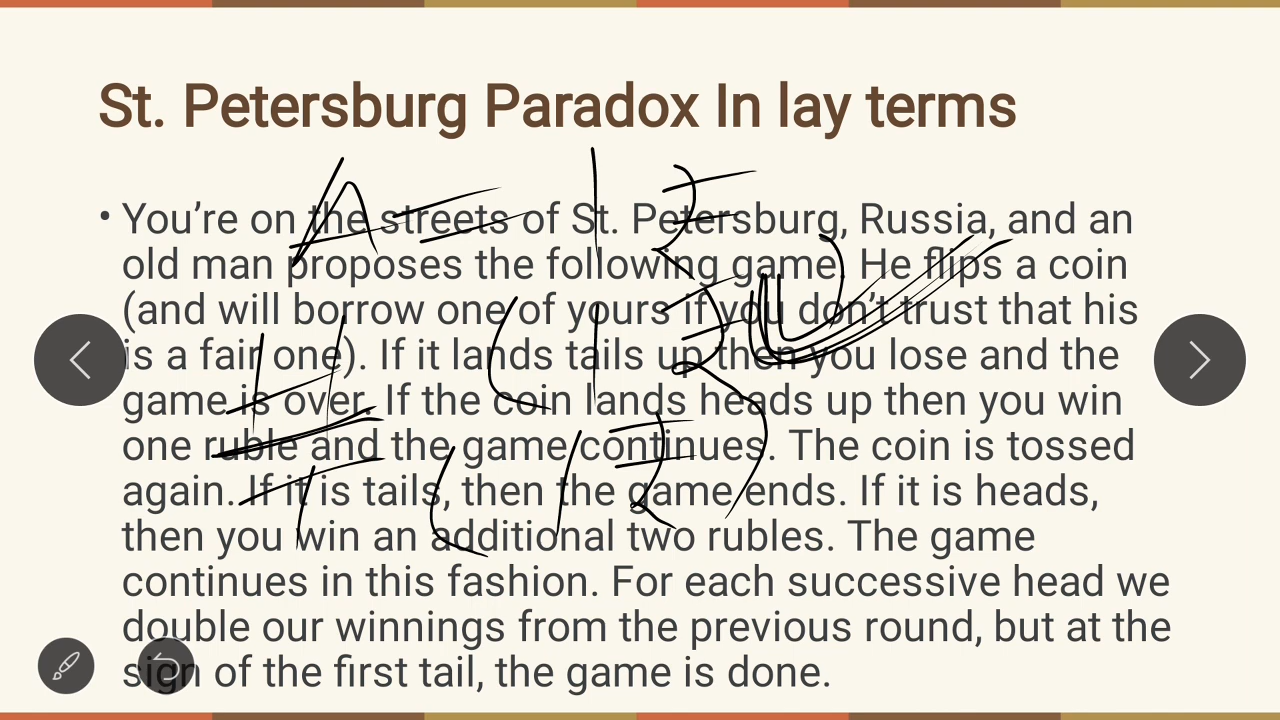 St. Petersburg Paradox In lay terms
• You're on the streets of St. Petersburg, Russia, and an
old man proposes the following game. He flips a coin
(and will borrow one of yours if you don't trust that his
is a fair one). If it lands tails up then you lose and the
game is over. If the coin lands heads up then you win
one ruble and the game continues. The coin is tossed
again. If it is tails, then the game ends. If it is heads,
then you win an additional two rubles. The game
continues in this fashion. For each successive head we
double our winnings from the previous round, but at the
sign of the first tail, the game is done.